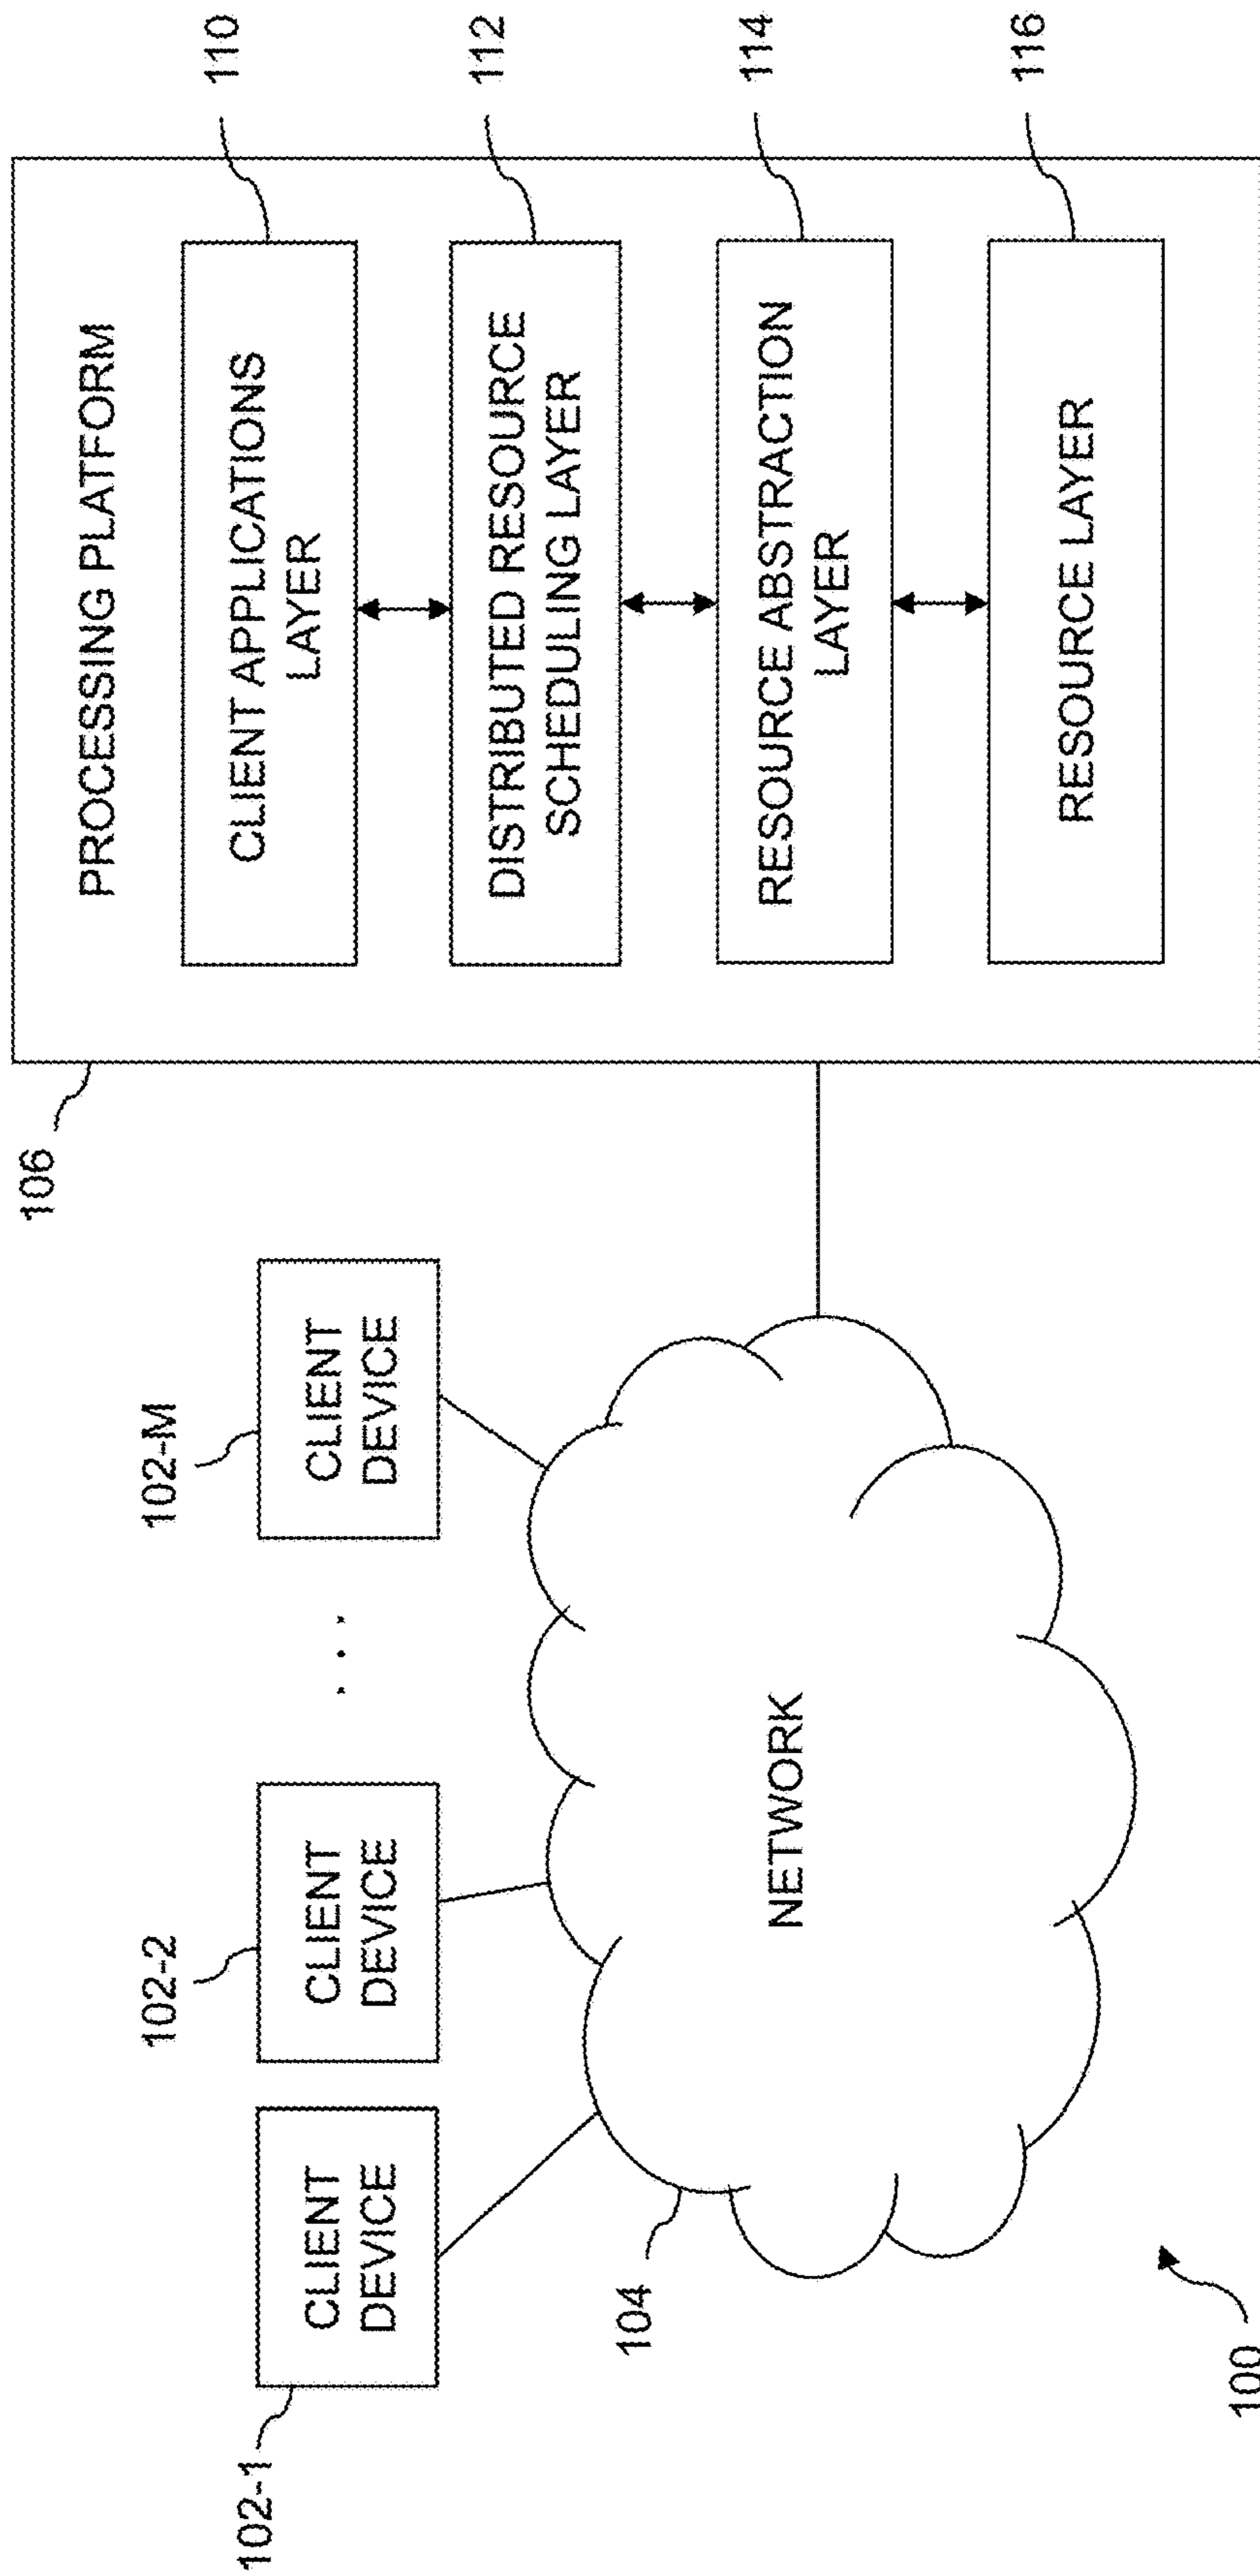 102-1
102-2
102-M
106
CLIENT
DEVICE
CLIENT
DEVICE
. . .
CLIENT
DEVICE
104
NETWORK
100
PROCESSING PLATFORM
CLIENT APPLICATIONS
LAYER
110
DISTRIBUTED RESOURCE
SCHEDULING LAYER
112
RESOURCE ABSTRACTION
LAYER
114
RESOURCE LAYER
116